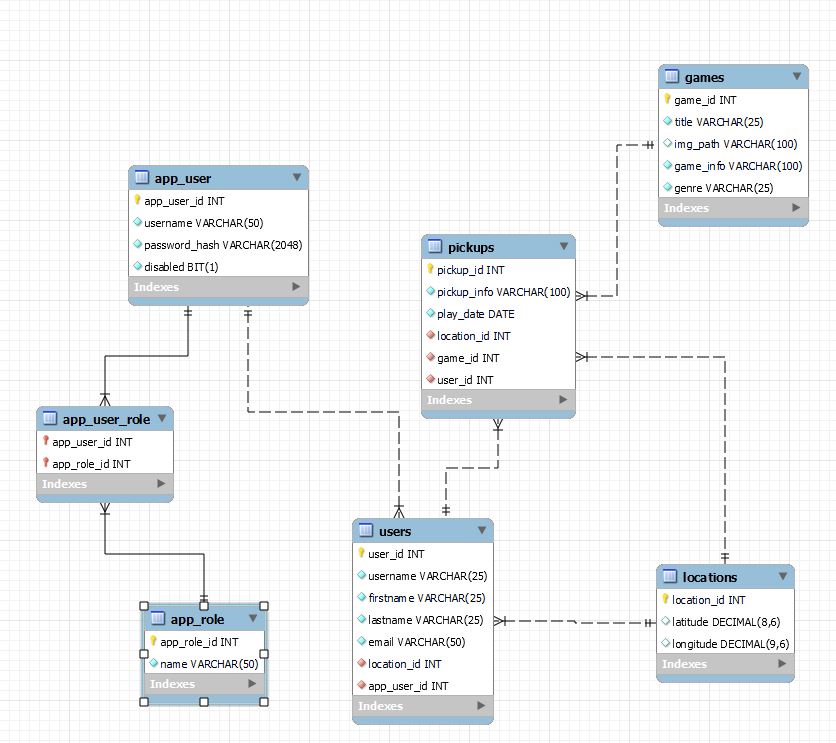 games
game_id INT
title VARCHAR(25)
img_path VARCHAR(100)
game_info VARCHAR(100)
genre VARCHAR(25)
Indexes
app_user
app_user_id INT
username VARCHAR(50)
password_hash VARCHAR(2048)
disabled BIT(1)
Indexes
pickups
pickup_id INT
pickup_info VARCHAR(100)
play_date DATE
location_id INT
game_id INT
user_id INT
Indexes
app_user_role
app_user_id INT
app_role_id INT
Indexes
users
user_id INT
username VARCHAR(25)
firstname VARCHAR(25)
lastname VARCHAR(25)
email VARCHAR(50)
location_id INT
app_user_id INT
Indexes
locations
location_id INT
latitude DECIMAL(8,6)
longitude DECIMAL(9,6)
Indexes
app_role
app_role_id INT
name VARCHAR(50)
Indexes